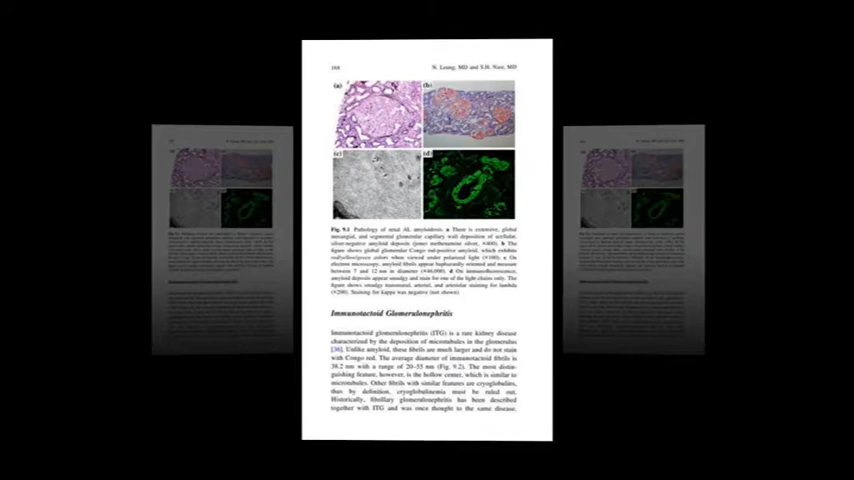 168
N. Leung, MD and S.H. Nasr, MD
(a)
(b)
(c)
(d)
Fig. 9.1 Pathology of renal AL amyloidosis. a There is extensive, global
mesangial, and segmental glomerular capillary wall deposition of acellular,
silver-negative amyloid deposits (jones methenamine silver, ×400). b The
figure shows global glomerular Congo red-positive amyloid, which exhibits
red/yellow/green colors when viewed under polarized light (×100). c On
electron microscopy, amyloid fibrils appear haphazardly oriented and measure
between 7 and 12 nm in diameter (×46,000). d On immunofluorescence,
amyloid deposits appear smudgy and stain for one of the light chains only. The
figure shows smudgy transmural, arterial, and arteriolar staining for lambda
(×200). Staining for kappa was negative (not shown).
Immunotactoid Glomerulonephritis
Immunotactoid glomerulonephritis (ITG) is a rare kidney disease
characterized by the deposition of microtubules in the glomerulus
[36]. Unlike amyloid, these fibrils are much larger and do not stain
with Congo red. The average diameter of immunotactoid fibrils is
38.2 nm with a range of 20–55 nm (Fig. 9.2). The most distin-
guishing feature, however, is the hollow center, which is similar to
microtubules. Other fibrils with similar features are cryoglobulins,
thus by definition, cryoglobulinemia must be ruled out.
Historically, fibrillary glomerulonephritis has been described
together with ITG and was once thought to the same disease.